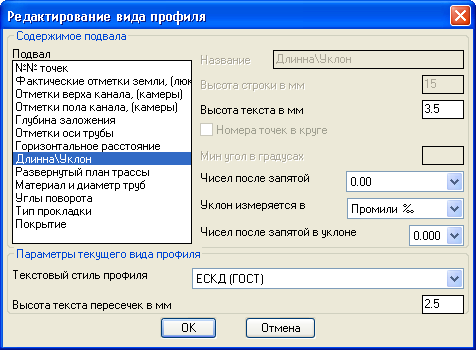 Редактирование вида профиля
Содержимое подвала
Подвал
№№ точек
Фактические отметки земли, (люк
Отметки верха канала, (камеры)
Отметки пола канала, (камеры)
Глубина заложения
Отметки оси трубы
Горизонтальное расстояние
Длинна\Уклон
Развернутый план трассы
Материал и диаметр труб
Углы поворота
Тип прокладки
Покрытие
Название Длинна\Уклон
Высота строки в мм 15
Высота текста в мм 3.5
Номера точек в круге
Мин угол в градусах
Чисел после запятой 0.00
Уклон измеряется в Промили ‰
Чисел после запятой в уклоне 0.000
Параметры текущего вида профиля
Текстовый стиль профиля ЕСКД (ГОСТ)
Высота текста пересечек в мм 2.5
OK Отмена